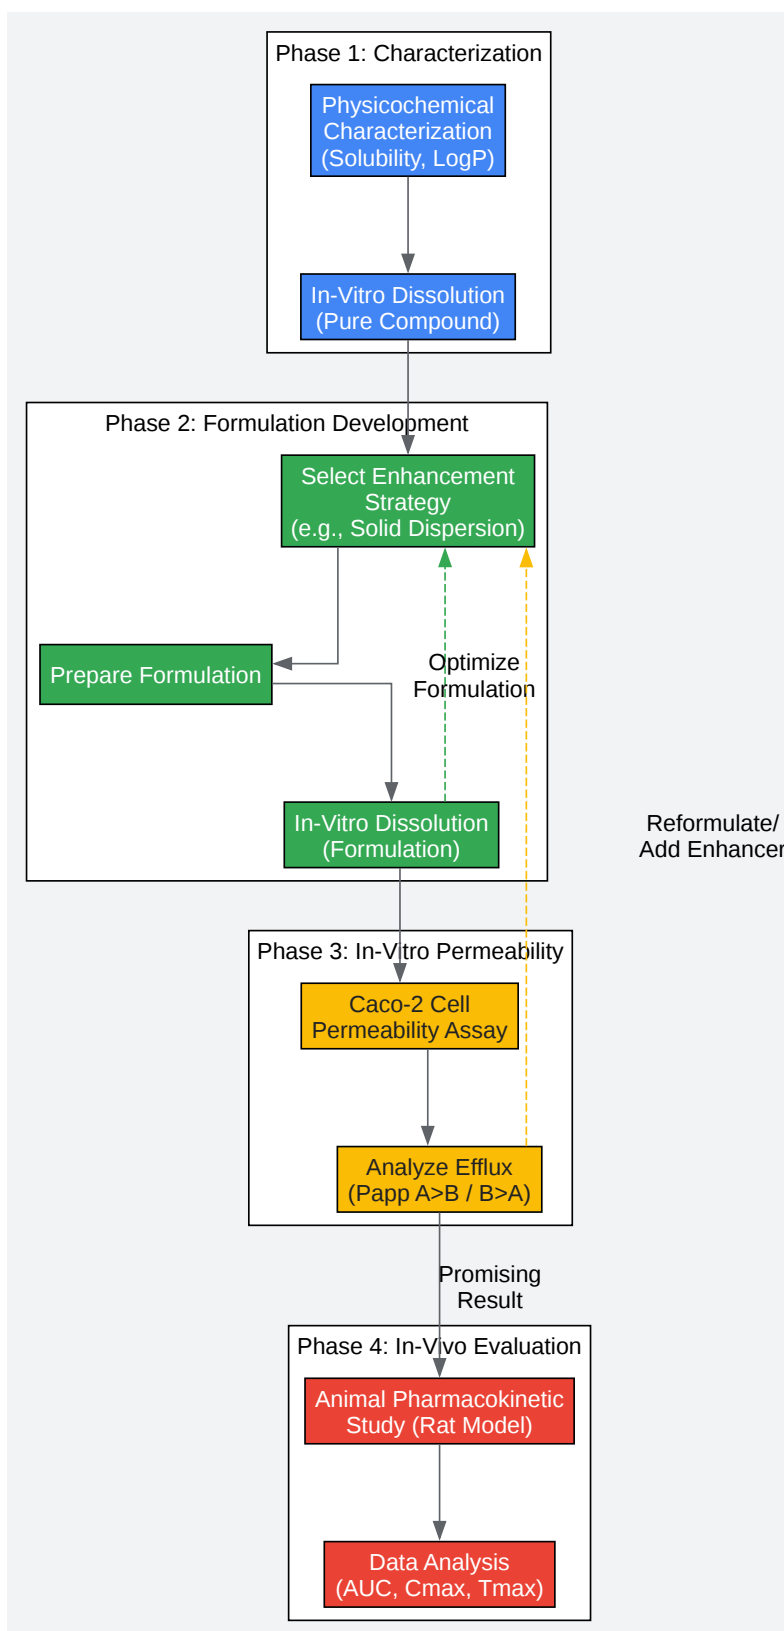 Phase 1: Characterization
Physicochemical
Characterization
(Solubility, LogP)
In-Vitro Dissolution
(Pure Compound)
Phase 2: Formulation Development
Select Enhancement
Strategy
(e.g., Solid Dispersion)
Prepare Formulation
Optimize
Formulation
In-Vitro Dissolution
(Formulation)
Reformulate/
Add Enhancer
Phase 3: In-Vitro Permeability
Caco-2 Cell
Permeability Assay
Analyze Efflux
(Papp A>B / B>A)
Promising
Result
Phase 4: In-Vivo Evaluation
Animal Pharmacokinetic
Study (Rat Model)
Data Analysis
(AUC, Cmax, Tmax)